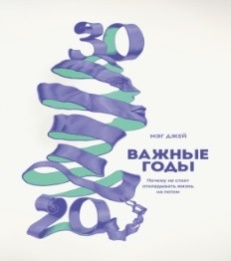 30
МЭГ ДЖЕЙ
ВАЖНЫЕ
ГОДЫ
Почему не стоит
откладывать жизнь
на потом
20